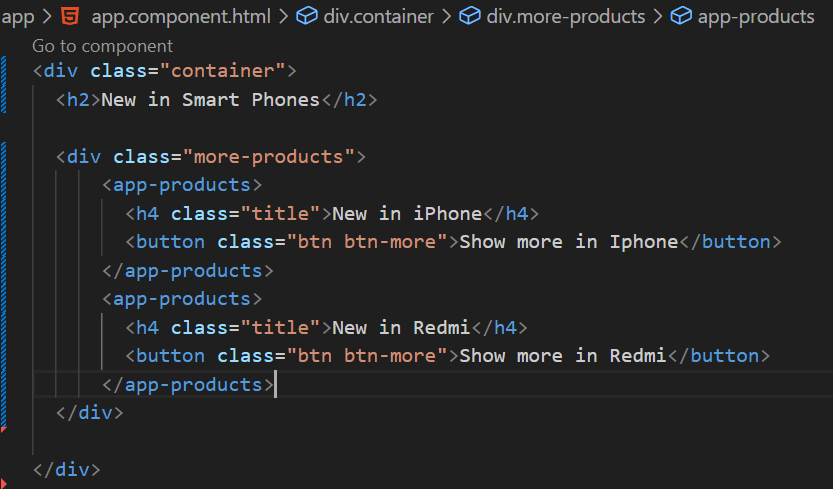 app > app.component.html > div.container > div.more-products > app-products
Go to component
<div class="container">
<h2>New in Smart Phones</h2>
<div class="more-products">
<app-products>
<h4 class="title">New in iPhone</h4>
<button class="btn btn-more">Show more in Iphone</button>
</app-products>
<app-products>
<h4 class="title">New in Redmi</h4>
<button class="btn btn-more">Show more in Redmi</button>
</app-products>
</div>
</div>